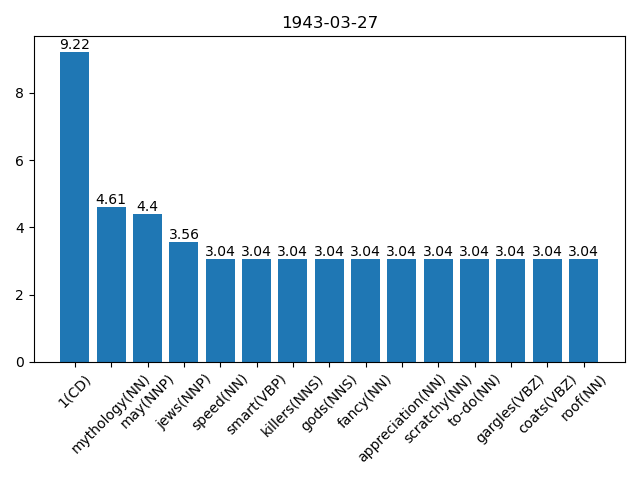 1943-03-27
9.22
4.61
4.4
3.56
3.04
3.04
3.04
3.04
3.04
3.04
3.04
3.04
3.04
3.04
3.04
8
6
4
2
0
1(CD)
mythology(NN)
may(NNP)
jews(NNP)
speed(NN)
smart(VBP)
killers(NNS)
gods(NNS)
fancy(NN)
appreciation(NN)
scratchy(NN)
to-do(NN)
gargles(VBZ)
coats(VBZ)
roof(NN)